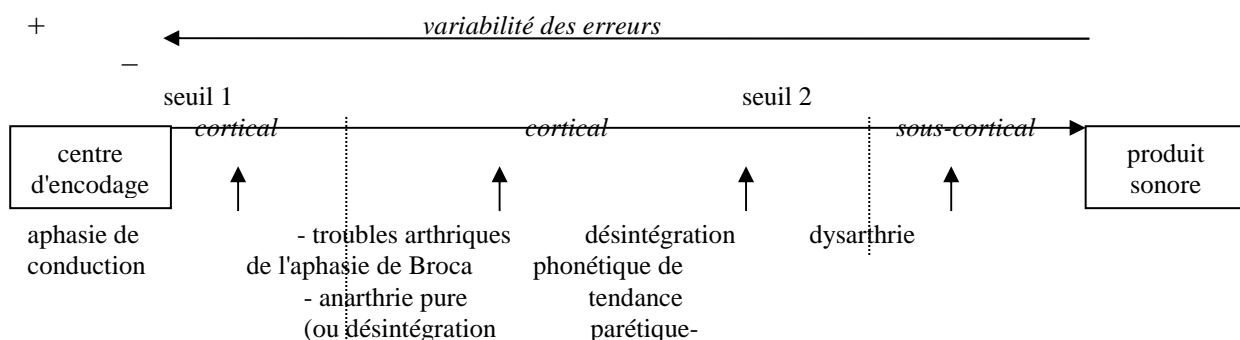 +
variabilité des erreurs
–
seuil 1
seuil 2
cortical
cortical
sous-cortical
centre
d'encodage
produit
sonore
aphasie de
conduction
- troubles arthriques
de l'aphasie de Broca
- anarthrie pure
(ou désintégration
désintégration
phonétique de
tendance
parétique-
dysarthrie